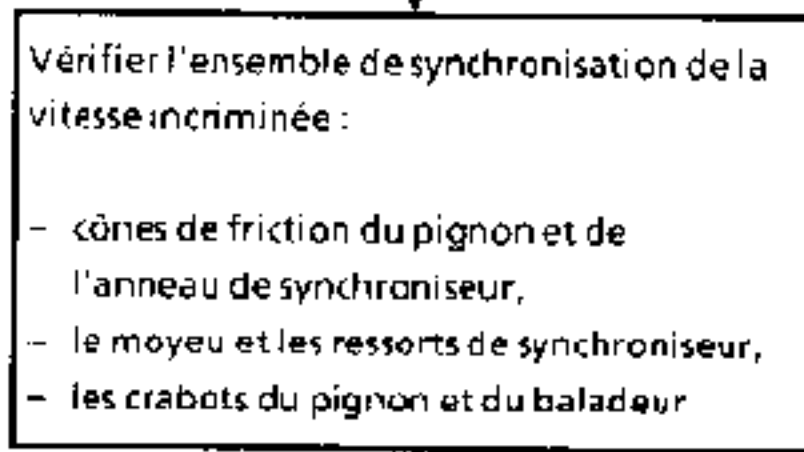 Vérifier l'ensemble de synchronisation de la
vitesse incriminée :
– cônes de friction du pignon et de
l'anneau de synchroniseur,
– le moyeu et les ressorts de synchroniseur,
– les crabots du pignon et du baladeur